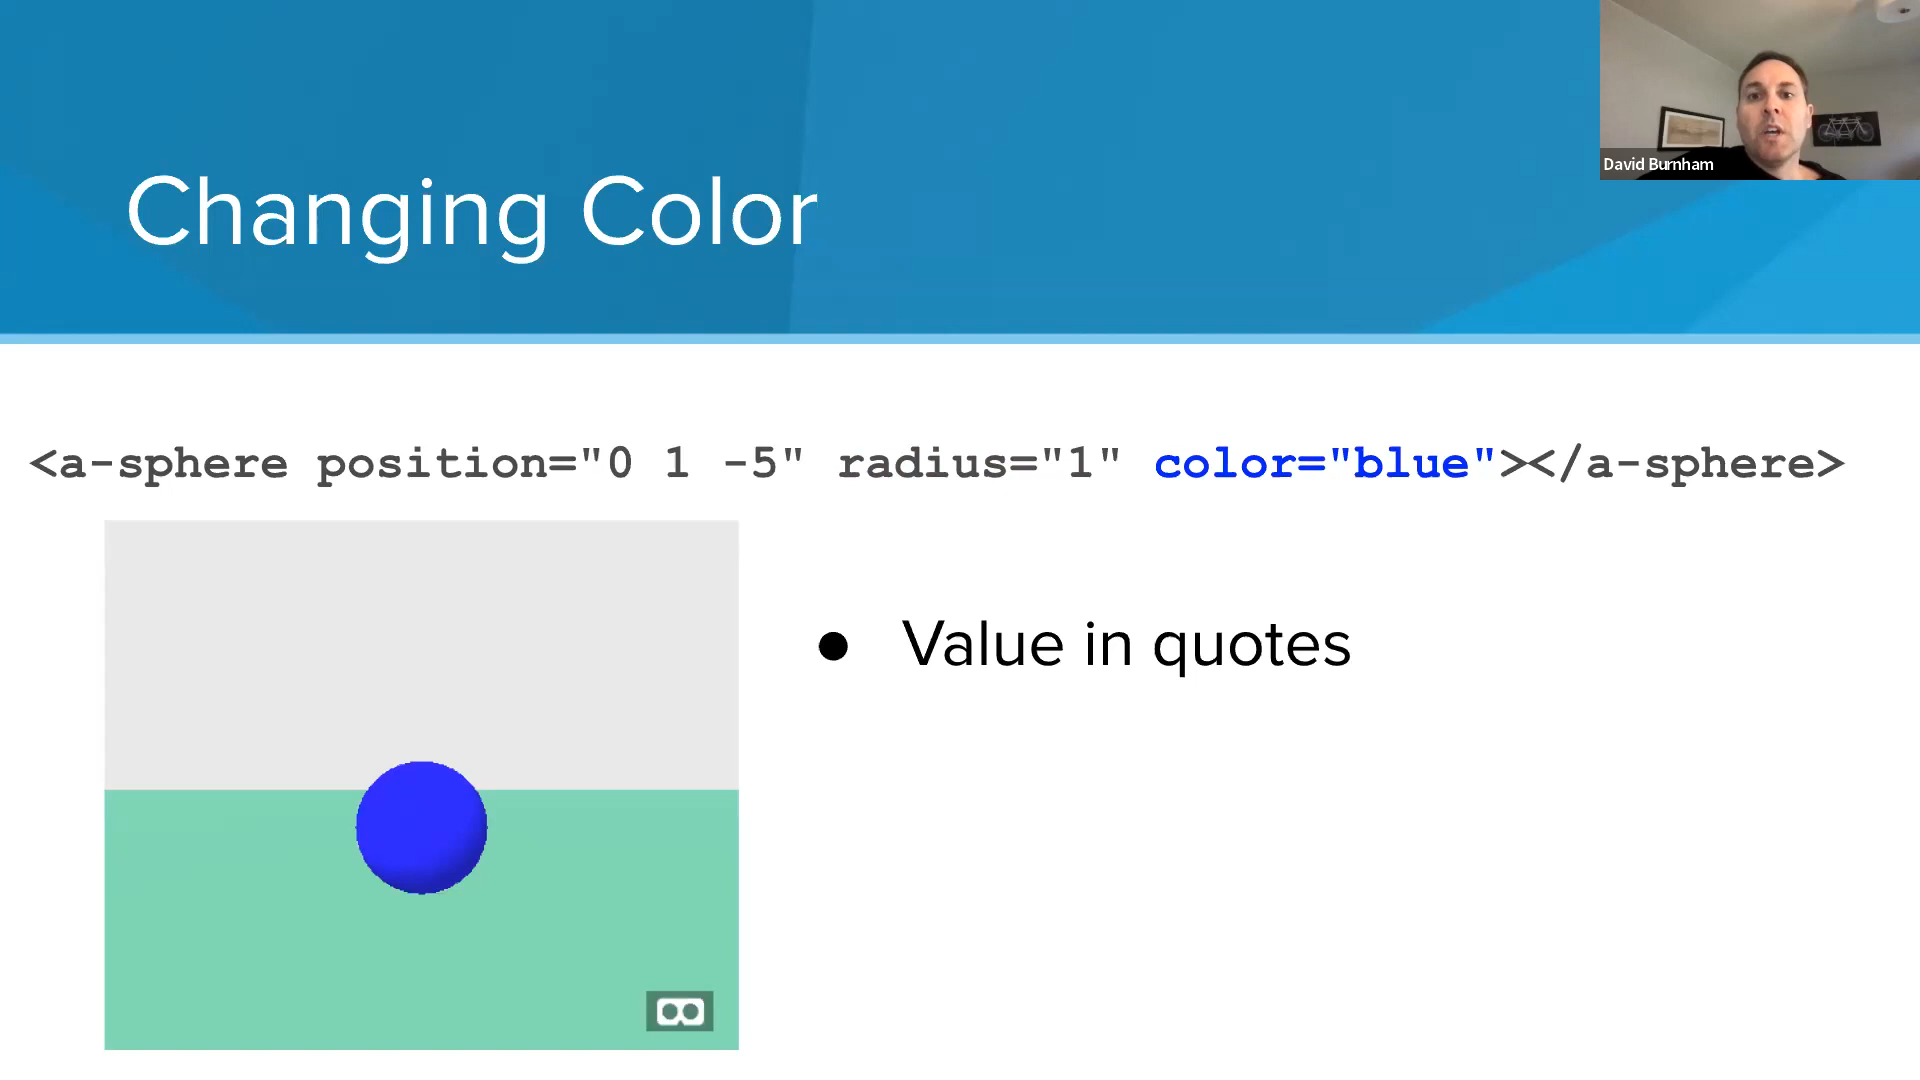 David Burnham
Changing Color
<a-sphere position="0 1 -5" radius="1" color="blue"></a-sphere>
● Value in quotes